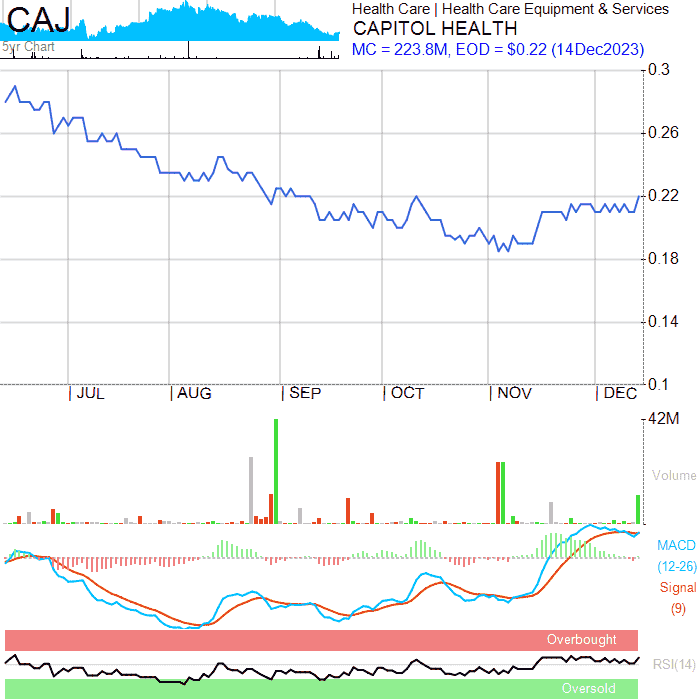 CAJ
5yr Chart
Health Care | Health Care Equipment & Services
CAPITOL HEALTH
MC = 223.8M, EOD = $0.22 (14Dec2023)
0.3
0.26
0.22
0.18
0.14
0.1
| JUL | AUG | SEP | OCT | NOV | DEC
42M
Volume
MACD
(12-26)
Signal
(9)
Overbought
RSI(14)
Oversold